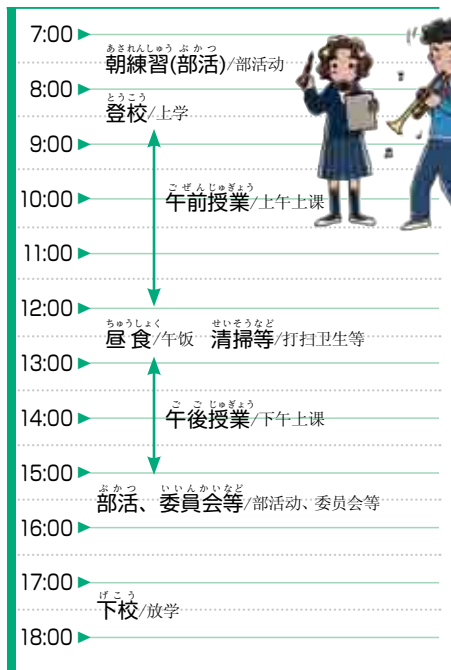 7:00
あされんしゅう ぶかつ
朝練習(部活)/部活动
8:00
とうこう
登校/上学
9:00
ごぜんじゅぎょう
10:00 午前授業/上午上课
11:00
12:00
ちゅうしょく せいそうなど
昼食/午饭 清掃等/打扫卫生等
13:00
ごごじゅぎょう
14:00 午後授業/下午上课
15:00
ぶかつ いいんかいなど
部活、委員会等/部活动、委员会等
16:00
17:00
げこう
下校/放学
18:00